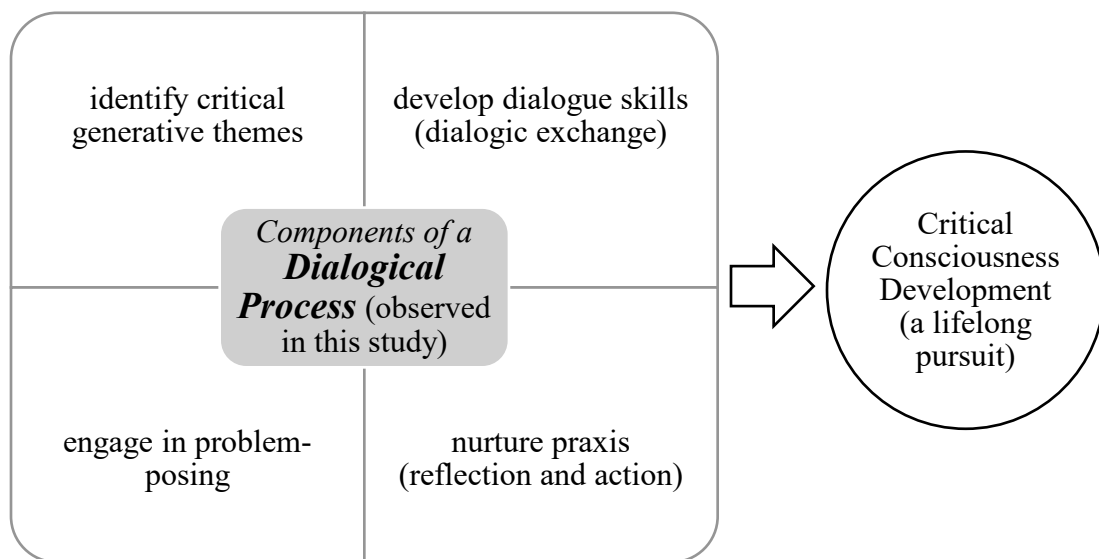 identify critical
generative themes
develop dialogue skills
(dialogic exchange)
Components of a
Dialogical
Process (observed
in this study)
engage in problem-
posing
nurture praxis
(reflection and action)
Critical
Consciousness
Development
(a lifelong
pursuit)